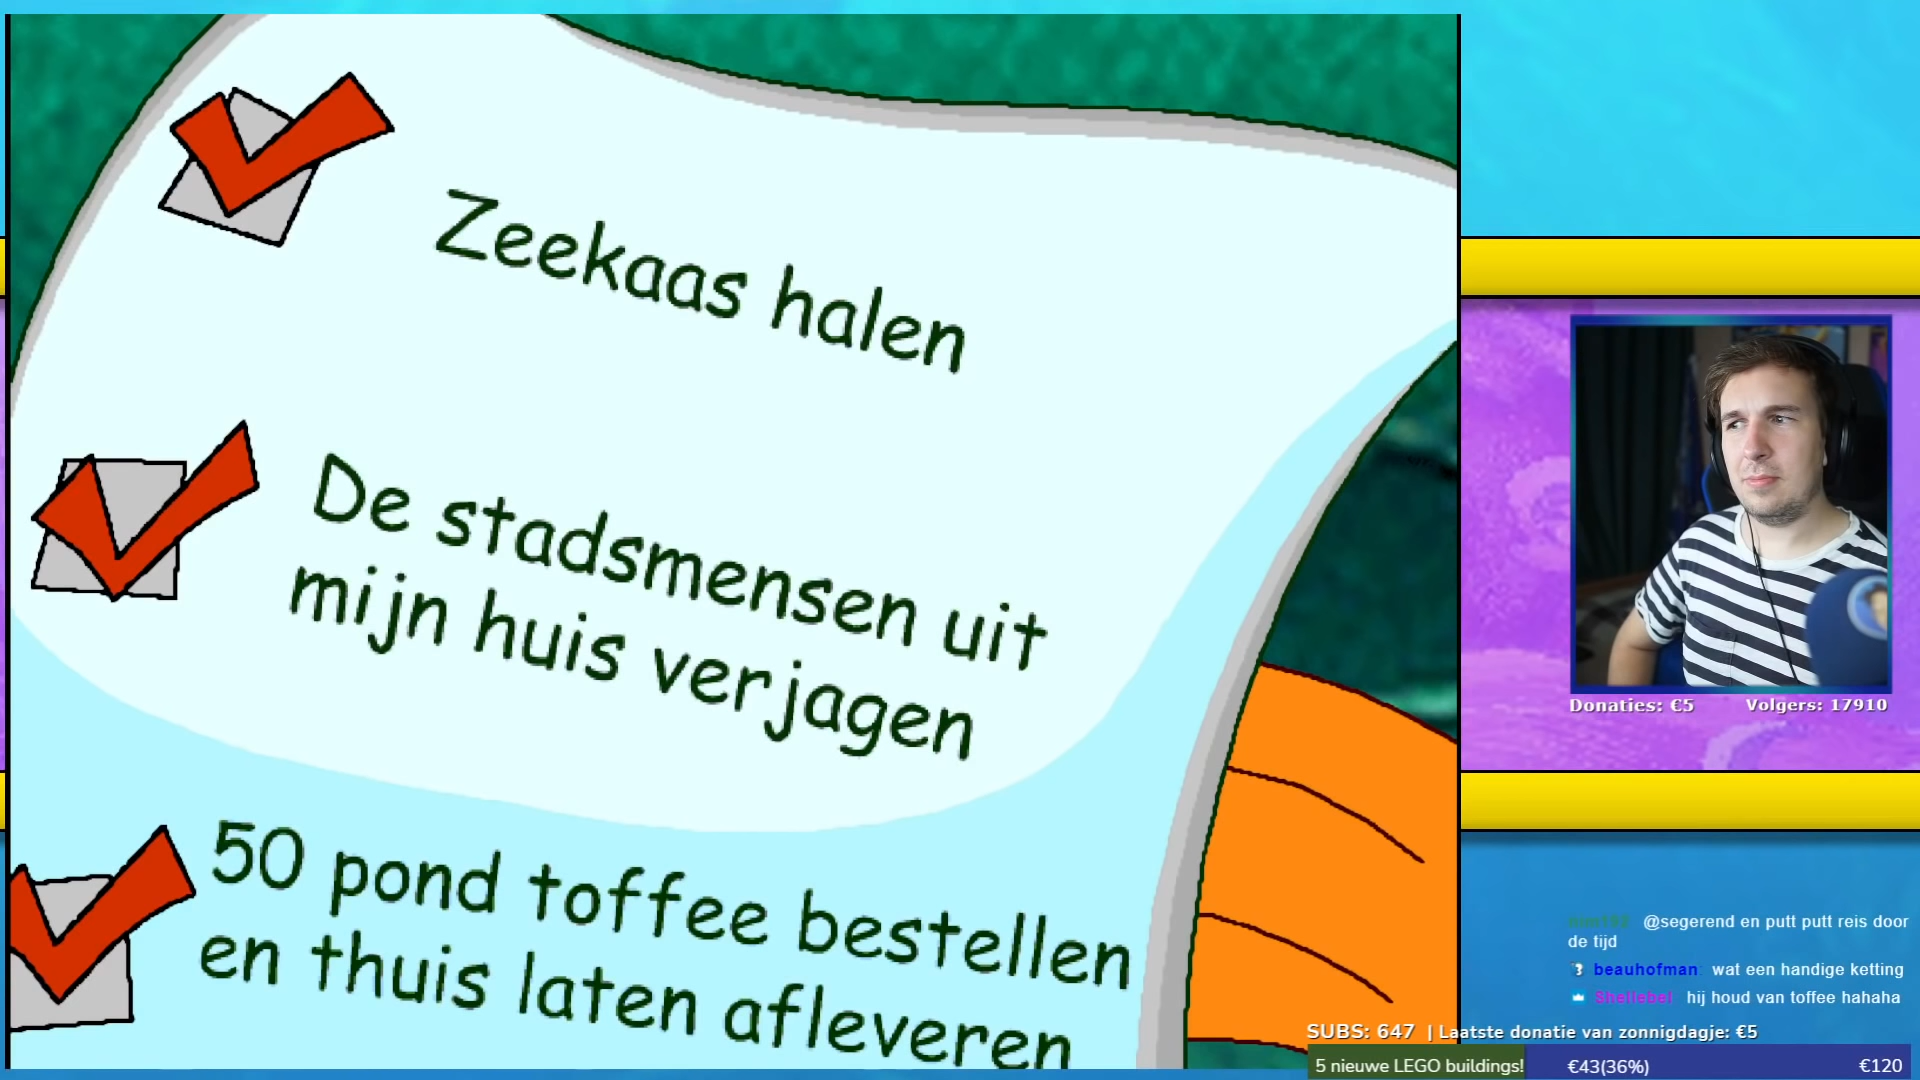 Zeekaas halen
De stadsmensen uit
mijn huis verjagen
50 pond toffee bestellen
en thuis laten afleveren
Donaties: €5
Volgers: 17910
@segerend en putt putt reis door
de tijd
beauhofman: wat een handige ketting
hij houd van toffee hahaha
SUBS: 647 | Laatste donatie van zonnigdagje: €5
5 nieuwe LEGO buildings!
€43(36%)
€120